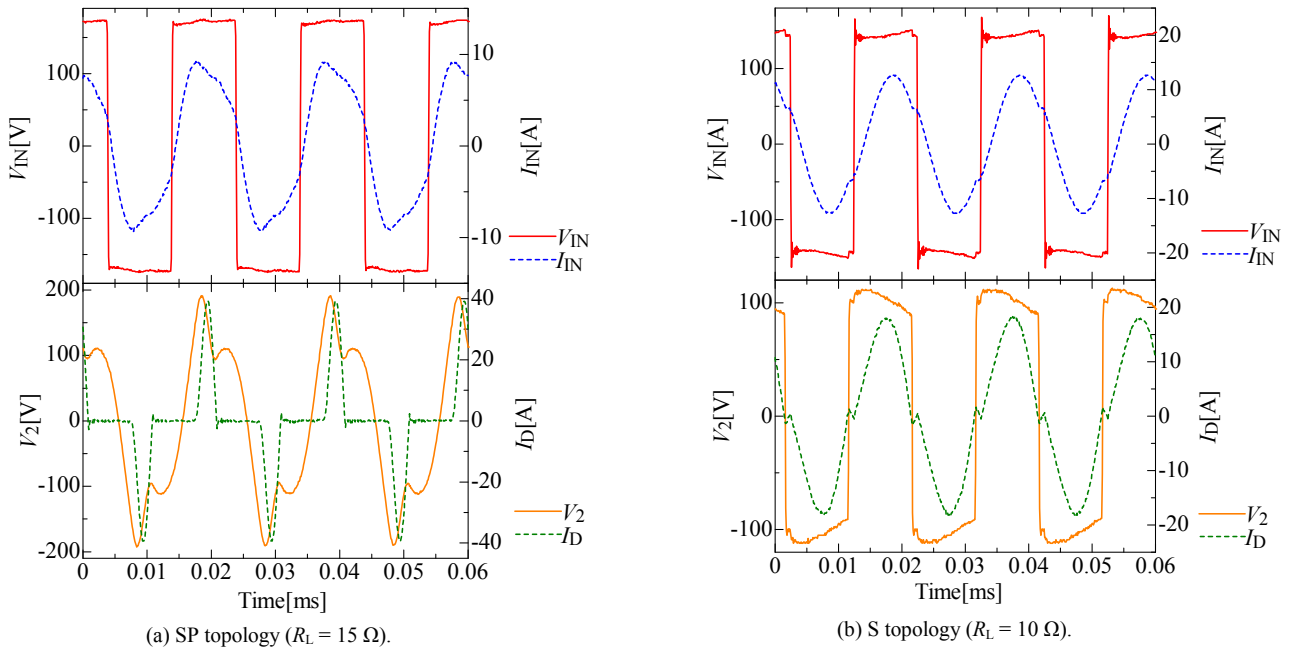 100
0
-100
V_IN[V]
10
0
-10
I_IN[A]
V_IN
I_IN
200
100
0
-100
-200
V_2[V]
40
20
0
-20
-40
I_D[A]
V_2
I_D
0 0.01 0.02 0.03 0.04 0.05 0.06
Time[ms]
(a) SP topology (R_L = 15 Ω).
100
0
-100
V_IN[A]
20
10
0
-10
-20
I_IN[A]
V_IN
I_IN
100
0
-100
V_2[V]
20
10
0
-10
-20
I_D[A]
V_2
I_D
0 0.01 0.02 0.03 0.04 0.05 0.06
Time[ms]
(b) S topology (R_L = 10 Ω).